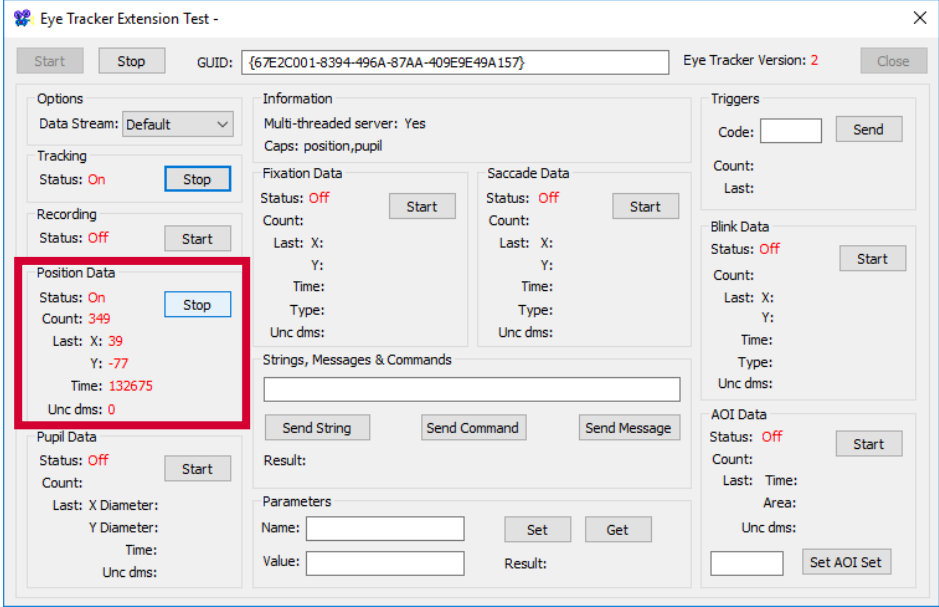 Eye Tracker Extension Test -
Start Stop GUID: {67E2C001-8394-496A-87AA-409E9E49A157} Eye Tracker Version: 2 Close
Options
Data Stream: Default
Tracking
Status: On Stop
Recording
Status: Off Start
Position Data
Status: On Stop
Count: 349
Last: X: 39
Y: -77
Time: 132675
Unc dms: 0
Pupil Data
Status: Off Start
Count:
Last: X Diameter:
Y Diameter:
Time:
Unc dms:
Information
Multi-threaded server: Yes
Caps: position,pupil
Fixation Data
Status: Off Start
Count:
Last: X:
Y:
Time:
Type:
Unc dms:
Saccade Data
Status: Off Start
Count:
Last: X:
Y:
Time:
Type:
Unc dms:
Strings, Messages & Commands
Send String Send Command Send Message
Result:
Parameters
Name: Set Get
Value: Result:
Triggers
Code: Send
Count:
Last:
Blink Data
Status: Off Start
Count:
Last: X:
Y:
Time:
Type:
Unc dms:
AOI Data
Status: Off Start
Count:
Last: Time:
Area:
Unc dms:
Set AOI Set